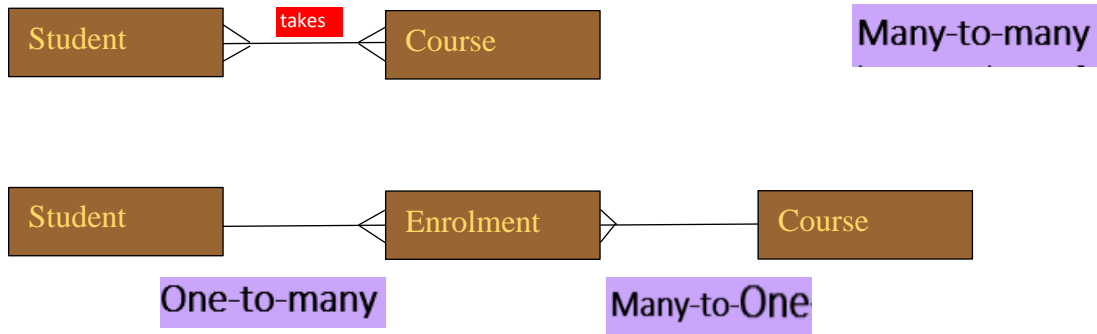 takes
Student
Course
Many-to-many
Student
Enrolment
Course
One-to-many
Many-to-One